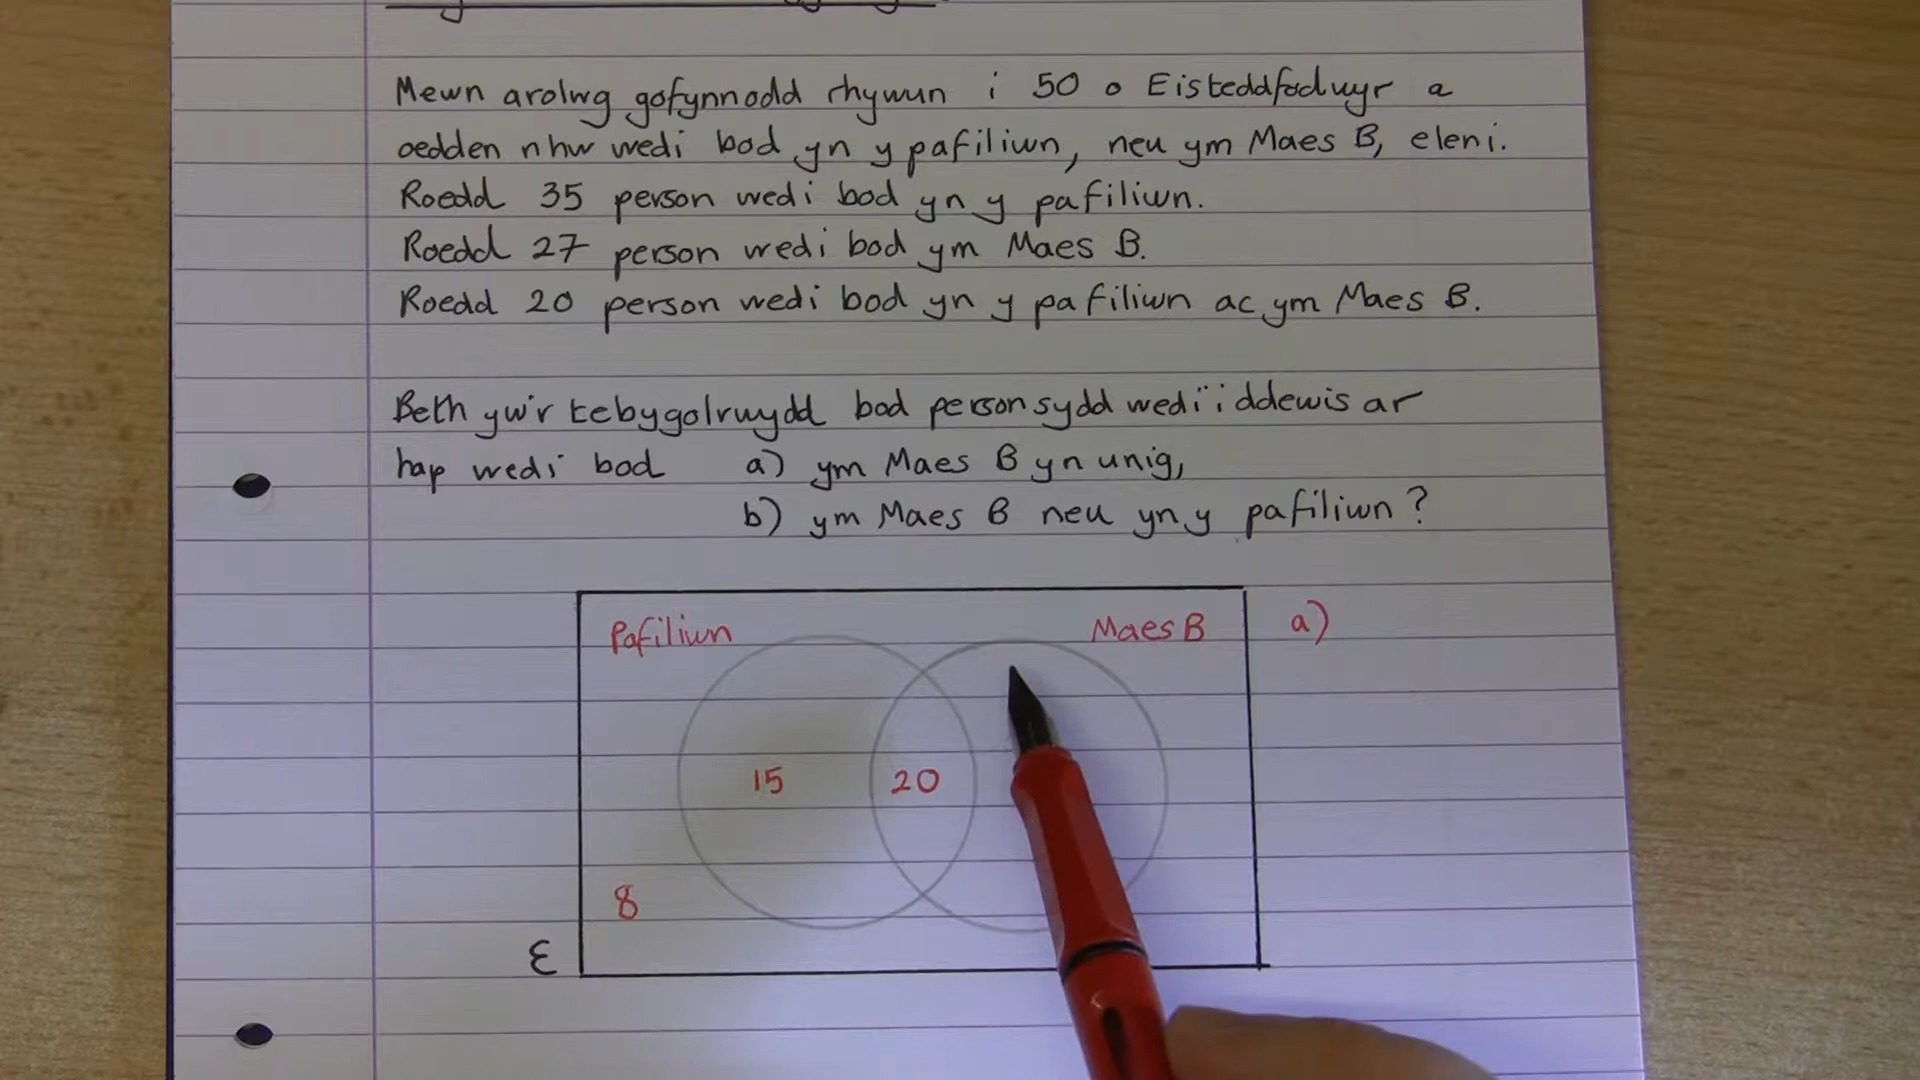 Mewn arolwg gofynnodd rhywun i 50 o Eisteddfodwyr a
oedden nhw wedi bod yn y pafiliwn, neu ym Maes B, eleni.
Roedd 35 person wedi bod yn y pafiliwn.
Roedd 27 person wedi bod ym Maes B.
Roedd 20 person wedi bod yn y pafiliwn ac ym Maes B.
Beth yw'r tebygolrwydd bod person sydd wedi'i ddewis ar
hap wedi bod a) ym Maes B yn unig,
b) ym Maes B neu yn y pafiliwn?
Pafiliwn Maes B a)
15 20
8
ε